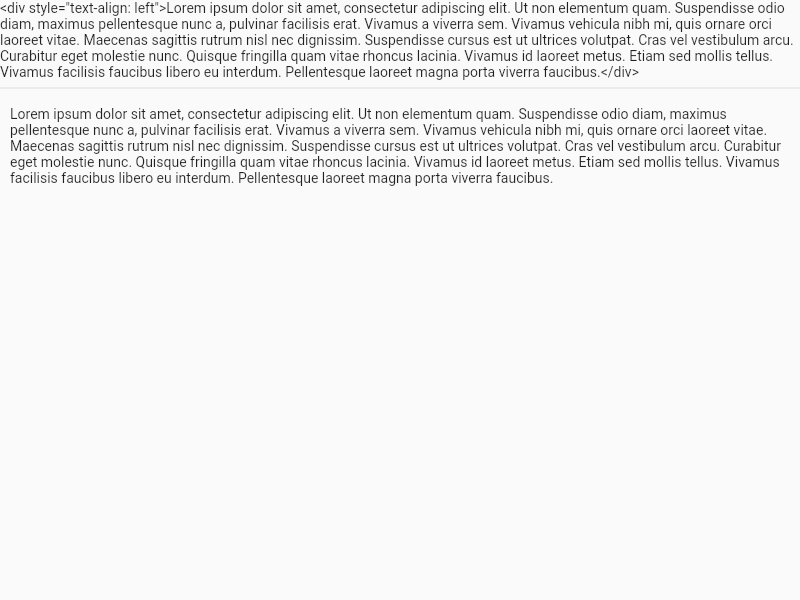 <div style="text-align: left">Lorem ipsum dolor sit amet, consectetur adipiscing elit. Ut non elementum quam. Suspendisse odio
diam, maximus pellentesque nunc a, pulvinar facilisis erat. Vivamus a viverra sem. Vivamus vehicula nibh mi, quis ornare orci
laoreet vitae. Maecenas sagittis rutrum nisl nec dignissim. Suspendisse cursus est ut ultrices volutpat. Cras vel vestibulum arcu.
Curabitur eget molestie nunc. Quisque fringilla quam vitae rhoncus lacinia. Vivamus id laoreet metus. Etiam sed mollis tellus.
Vivamus facilisis faucibus libero eu interdum. Pellentesque laoreet magna porta viverra faucibus.</div>
Lorem ipsum dolor sit amet, consectetur adipiscing elit. Ut non elementum quam. Suspendisse odio diam, maximus
pellentesque nunc a, pulvinar facilisis erat. Vivamus a viverra sem. Vivamus vehicula nibh mi, quis ornare orci laoreet vitae.
Maecenas sagittis rutrum nisl nec dignissim. Suspendisse cursus est ut ultrices volutpat. Cras vel vestibulum arcu. Curabitur
eget molestie nunc. Quisque fringilla quam vitae rhoncus lacinia. Vivamus id laoreet metus. Etiam sed mollis tellus. Vivamus
facilisis faucibus libero eu interdum. Pellentesque laoreet magna porta viverra faucibus.